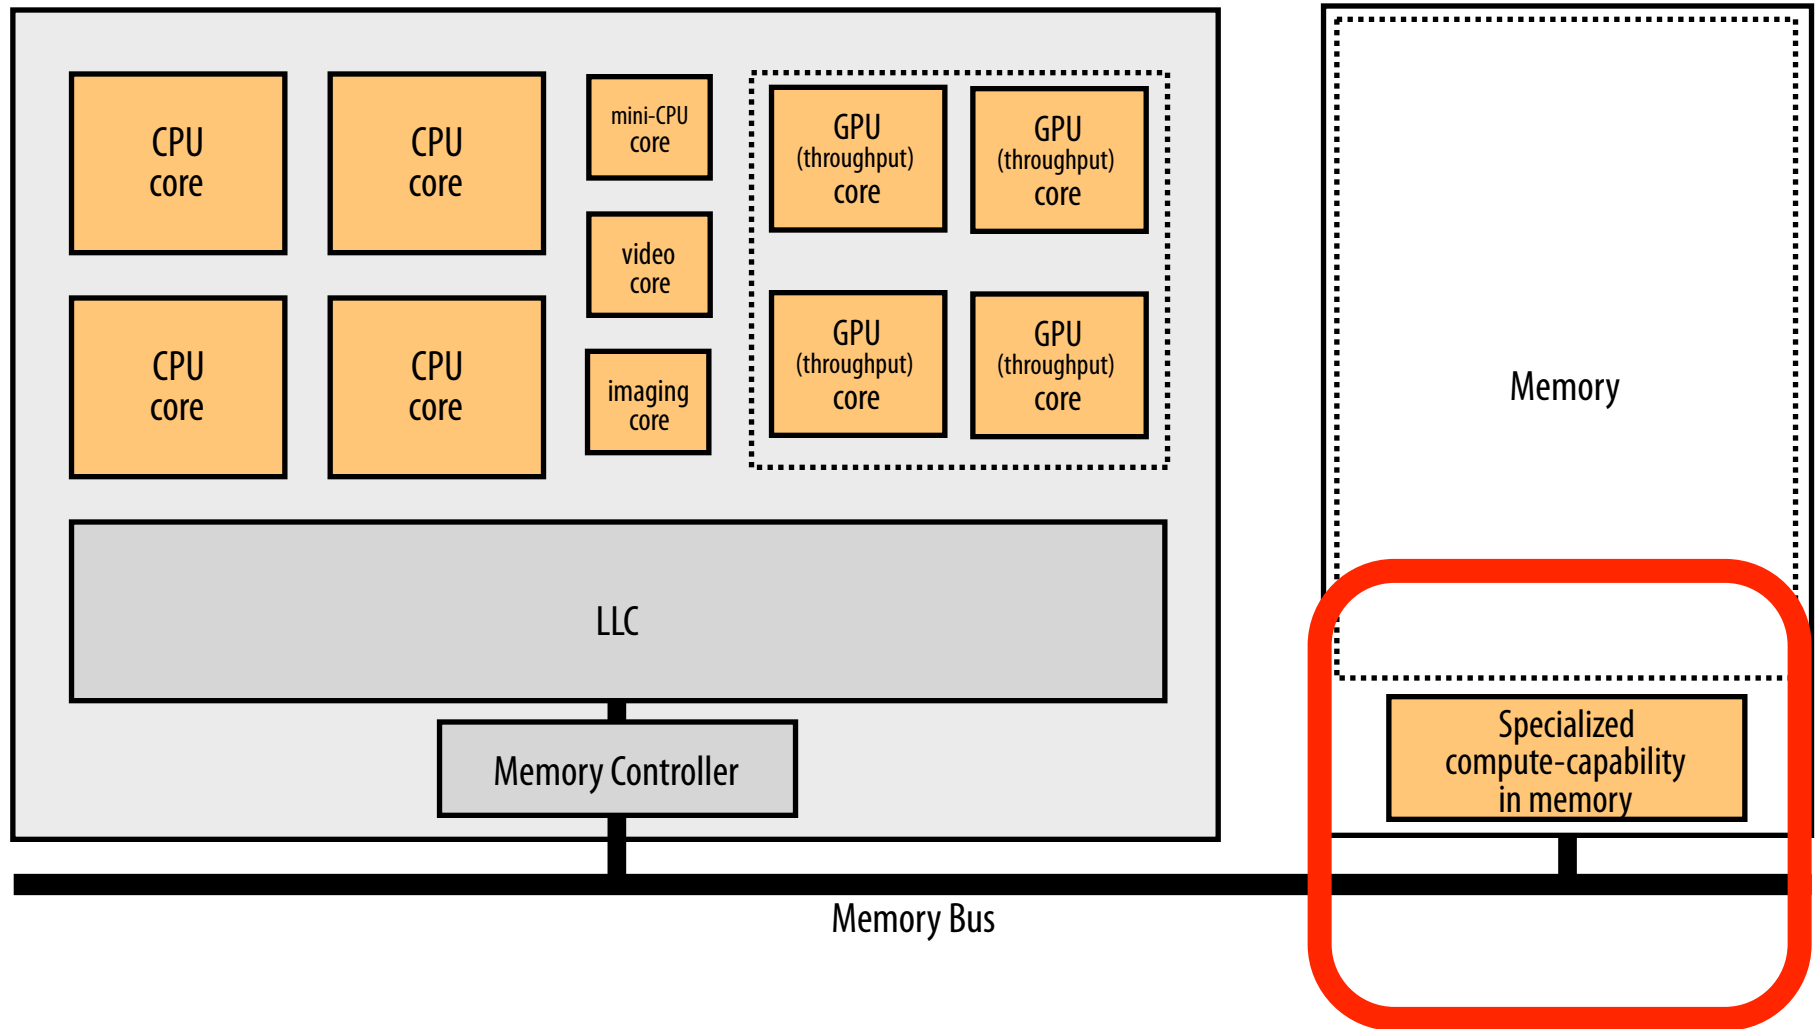 CPU
core
CPU
core
mini-CPU
core
video
core
imaging
core
GPU
(throughput)
core
GPU
(throughput)
core
CPU
core
CPU
core
GPU
(throughput)
core
GPU
(throughput)
core
LLC
Memory Controller
Memory Bus
Memory
Specialized
compute-capability
in memory